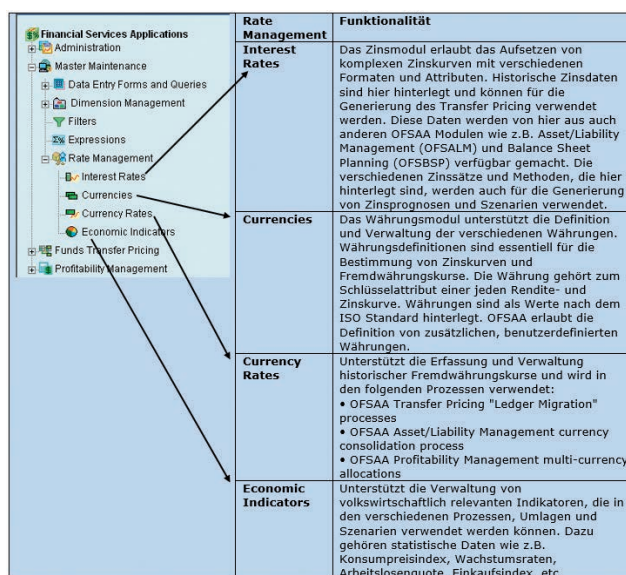 Financial Services Applications
Administration
Master Maintenance
Data Entry Forms and Queries
Dimension Management
Filters
Expressions
Rate Management
Interest Rates
Currencies
Currency Rates
Economic Indicators
Funds Transfer Pricing
Profitability Management
Rate
Management
Funktionalität
Interest
Rates
Das Zinsmodul erlaubt das Aufsetzen von
komplexen Zinskurven mit verschiedenen
Formaten und Attributen. Historische Zinsdaten
sind hier hinterlegt und können für die
Generierung des Transfer Pricing verwendet
werden. Diese Daten werden von hier aus auch
anderen OFSAA Modulen wie z.B. Asset/Liability
Management (OFSALM) and Balance Sheet
Planning (OFSBSP) verfügbar gemacht. Die
verschiedenen Zinssätze und Methoden, die hier
hinterlegt sind, werden auch für die Generierung
von Zinsprognosen und Szenarien verwendet.
Currencies
Das Währungsmodul unterstützt die Definition
und Verwaltung der verschiedenen Währungen.
Währungsdefinitionen sind essentiell für die
Bestimmung von Zinskurven und
Fremdwährungskurse. Die Währung gehört zum
Schlüsselattribut einer jeden Rendite- und
Zinskurve. Währungen sind als Werte nach dem
ISO Standard hinterlegt. OFSAA erlaubt die
Definition von zusätzlichen, benutzerdefinierten
Währungen.
Currency
Rates
Unterstützt die Erfassung und Verwaltung
historischer Fremdwährungskurse und wird in
den folgenden Prozessen verwendet:
• OFSAA Transfer Pricing "Ledger Migration"
processes
• OFSAA Asset/Liability Management currency
consolidation process
• OFSAA Profitability Management multi-currency
allocations
Economic
Indicators
Unterstützt die Verwaltung von
volkswirtschaftlich relevanten Indikatoren, die in
den verschiedenen Prozessen, Umlagen und
Szenarien verwendet werden können. Dazu
gehören statistische Daten wie z.B.
Konsumpreisindex, Wachstumsraten,
Arbeitslosenquote, Einkaufsindex, etc.